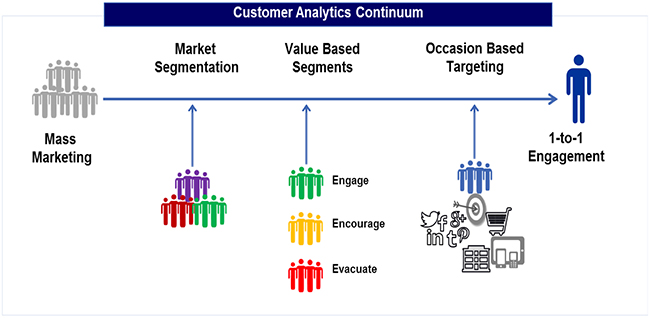 Customer Analytics Continuum
Market
Segmentation
Value Based
Segments
Occasion Based
Targeting
Mass
Marketing
1-to-1
Engagement
Engage
Encourage
Evacuate
f
g+
in
t